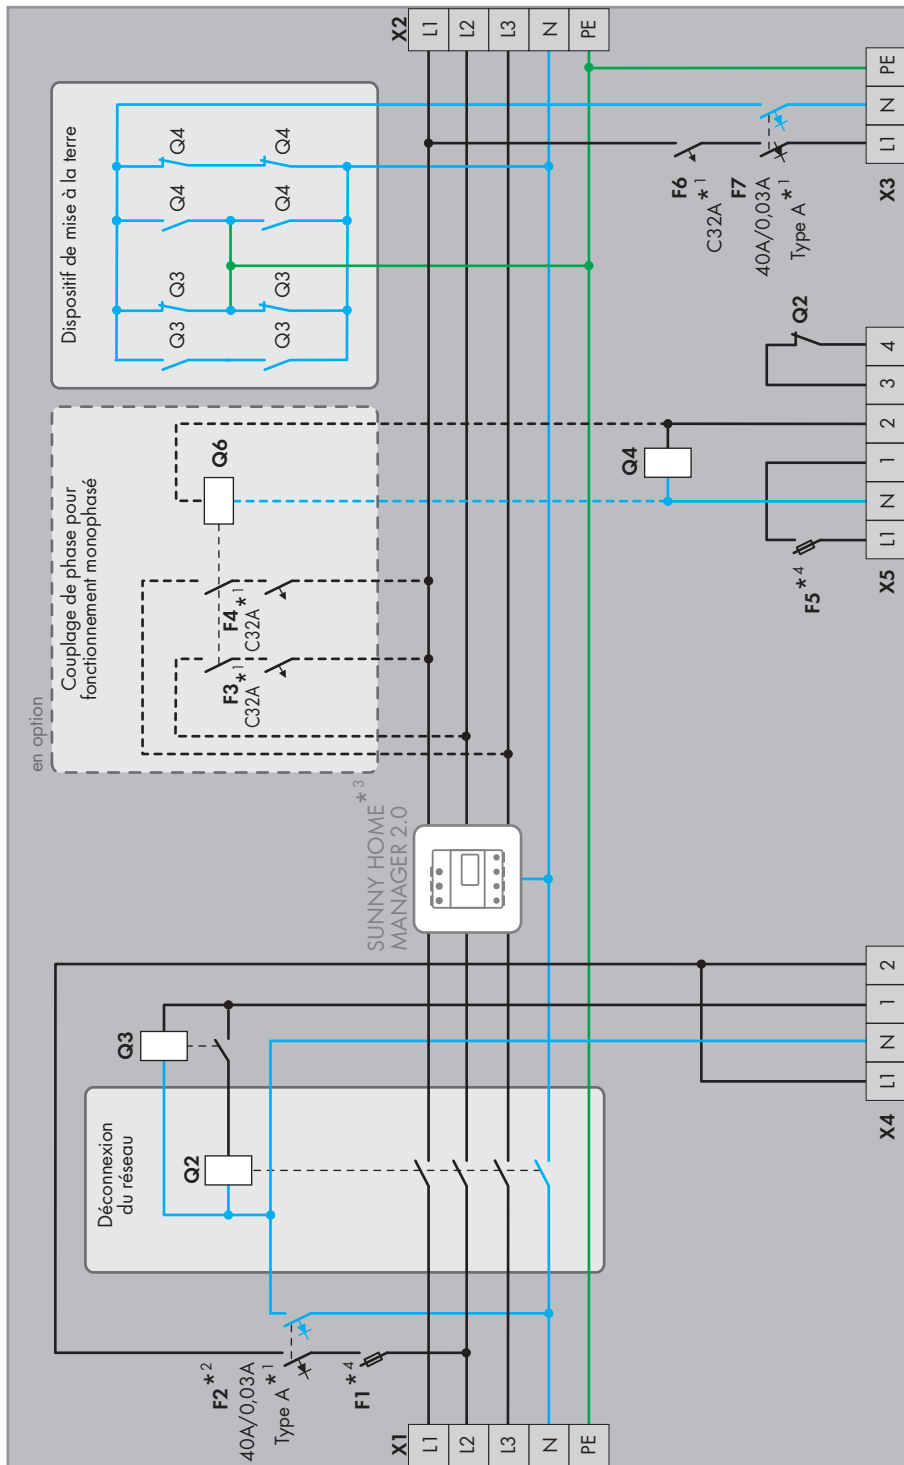 X1
L1
L2
L3
N
PE
F2*2
40A/0,03A
Type A*1
F1*4
Déconnexion
du réseau
Q2
Q3
X4
L1
N
1
2
SUNNY HOME
MANAGER 2.0*3
en option
Couplage de phase pour
fonctionnement monophasé
F3*1
C32A
F4*1
C32A
Q6
X5
L1
N
1
2
3
4
F5*4
Q4
Q2
Dispositif de mise à la terre
Q3
Q3
Q4
Q4
Q3
Q3
Q4
Q4
F6
C32A*1
F7
40A/0,03A
Type A*1
X3
L1
N
PE
X2
L1
L2
L3
N
PE